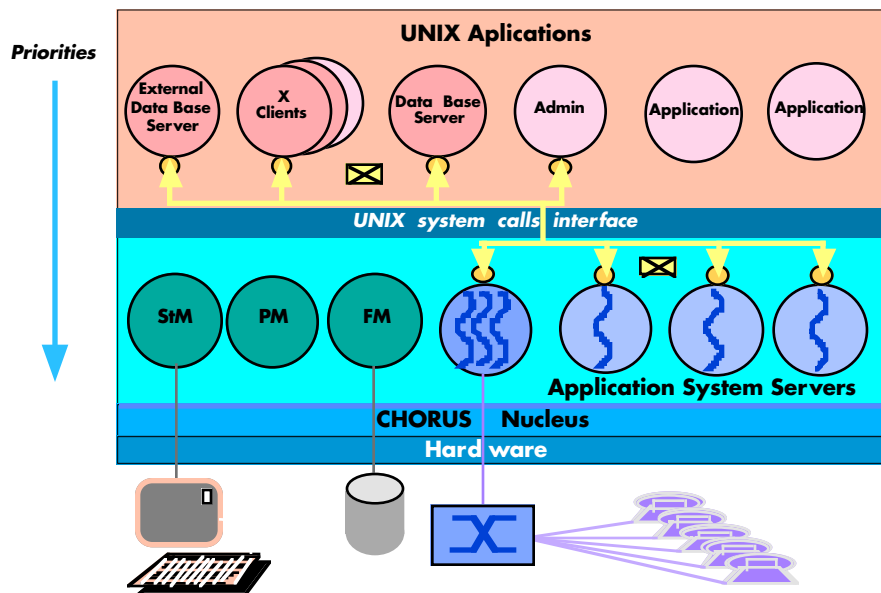 UNIX Aplications
Priorities
External
Data Base
Server
X
Clients
Data Base
Server
Admin
Application
Application
UNIX system calls interface
StM
PM
FM
Application System Servers
CHORUS Nucleus
Hard ware